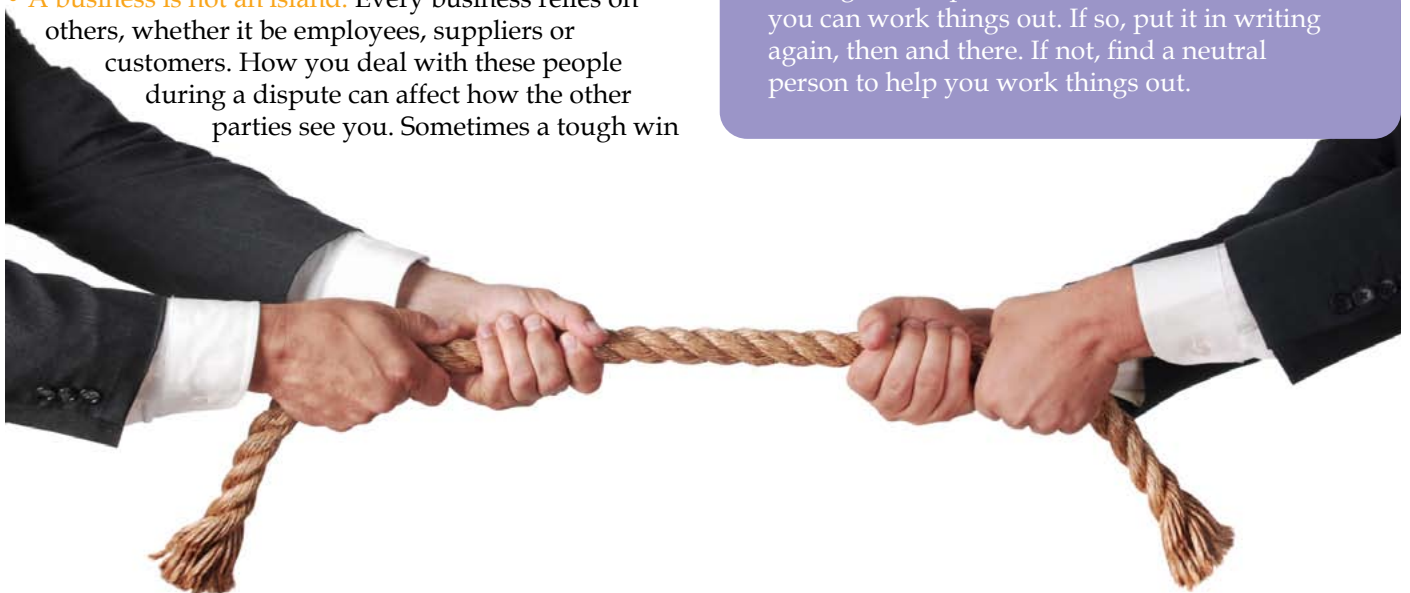 • A business is not an island. Every business relies on
others, whether it be employees, suppliers or
customers. How you deal with these people
during a dispute can affect how the other
parties see you. Sometimes a tough win
you can work things out. If so, put it in writing
again, then and there. If not, find a neutral
person to help you work things out.